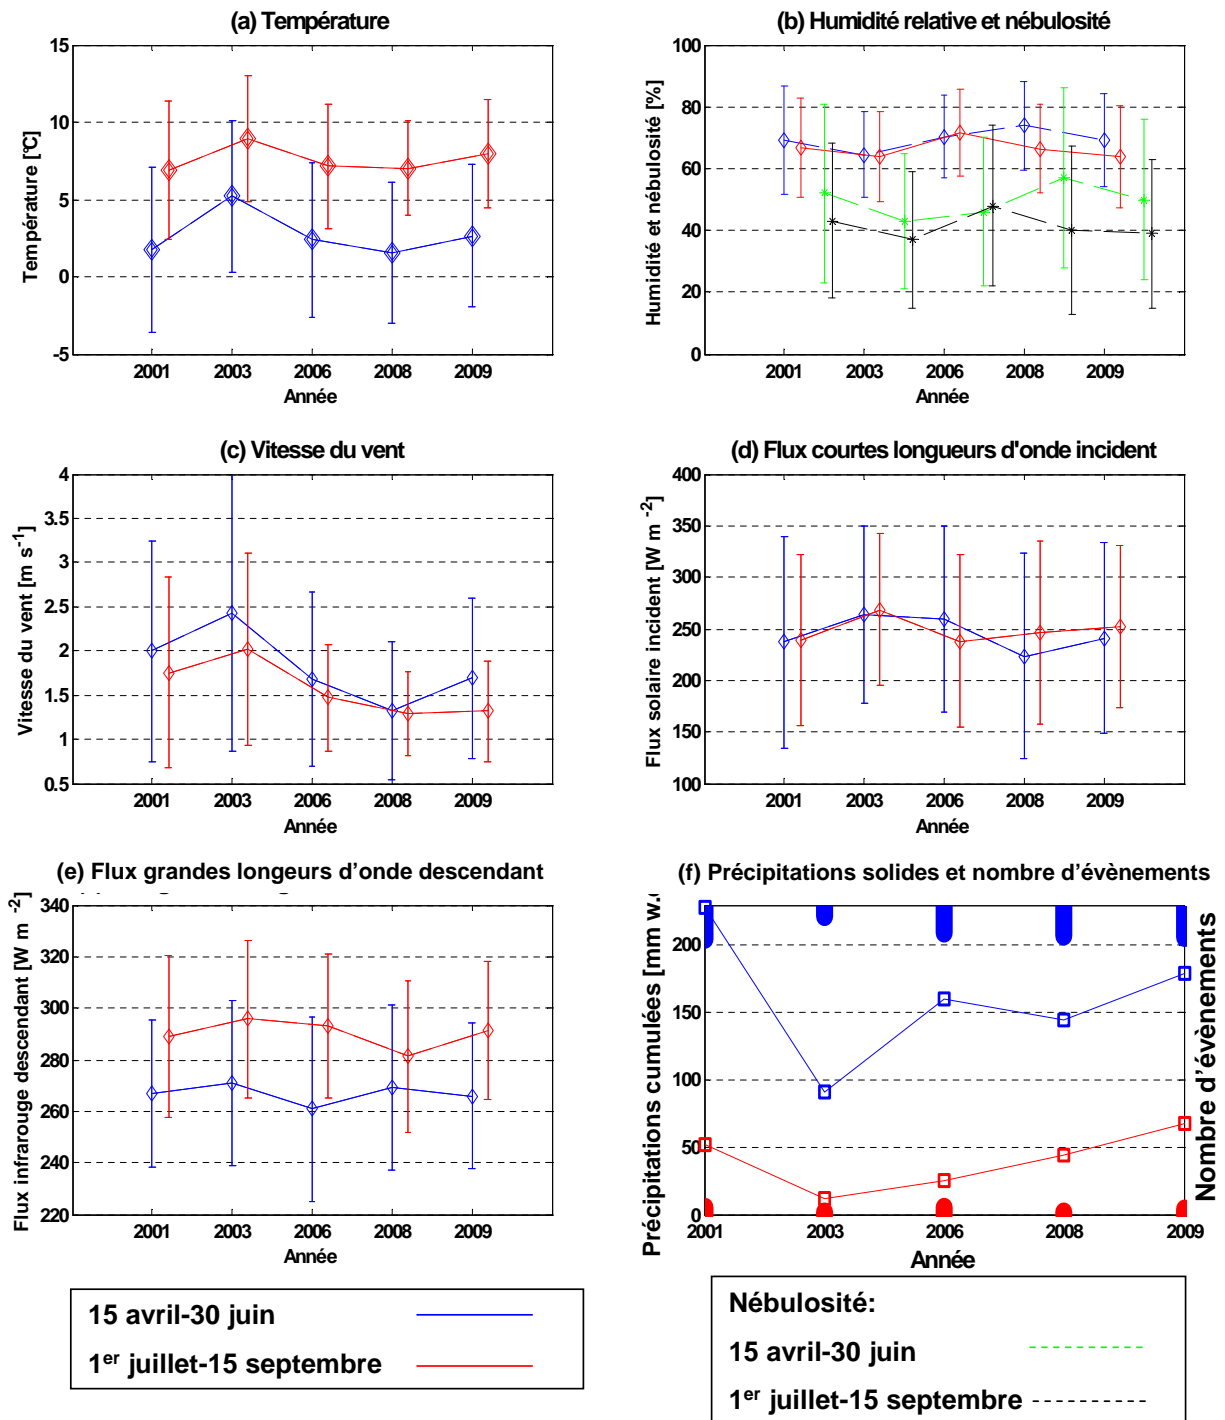 (a) Température
Température [°C]
15
10
5
0
-5
2001 2003 2006 2008 2009
Année
(b) Humidité relative et nébulosité
Humidité et nébulosité [%]
100
80
60
40
20
0
2001 2003 2006 2008 2009
Année
(c) Vitesse du vent
Vitesse du vent [m s-1]
4
3.5
3
2.5
2
1.5
1
0.5
2001 2003 2006 2008 2009
Année
(d) Flux courtes longueurs d'onde incident
Flux solaire incident [W m -2]
400
350
300
250
200
150
100
2001 2003 2006 2008 2009
Année
(e) Flux grandes longeurs d'onde descendant
Flux infrarouge descendant [W m -2]
340
320
300
280
260
240
220
2001 2003 2006 2008 2009
Année
(f) Précipitations solides et nombre d'évènements
Précipitations cumulées [mm w.e
200
150
100
50
0
2001 2003 2006 2008 2009
Année
Nombre d'évènements
15 avril-30 juin
1er juillet-15 septembre
Nébulosité:
15 avril-30 juin
1er juillet-15 septembre